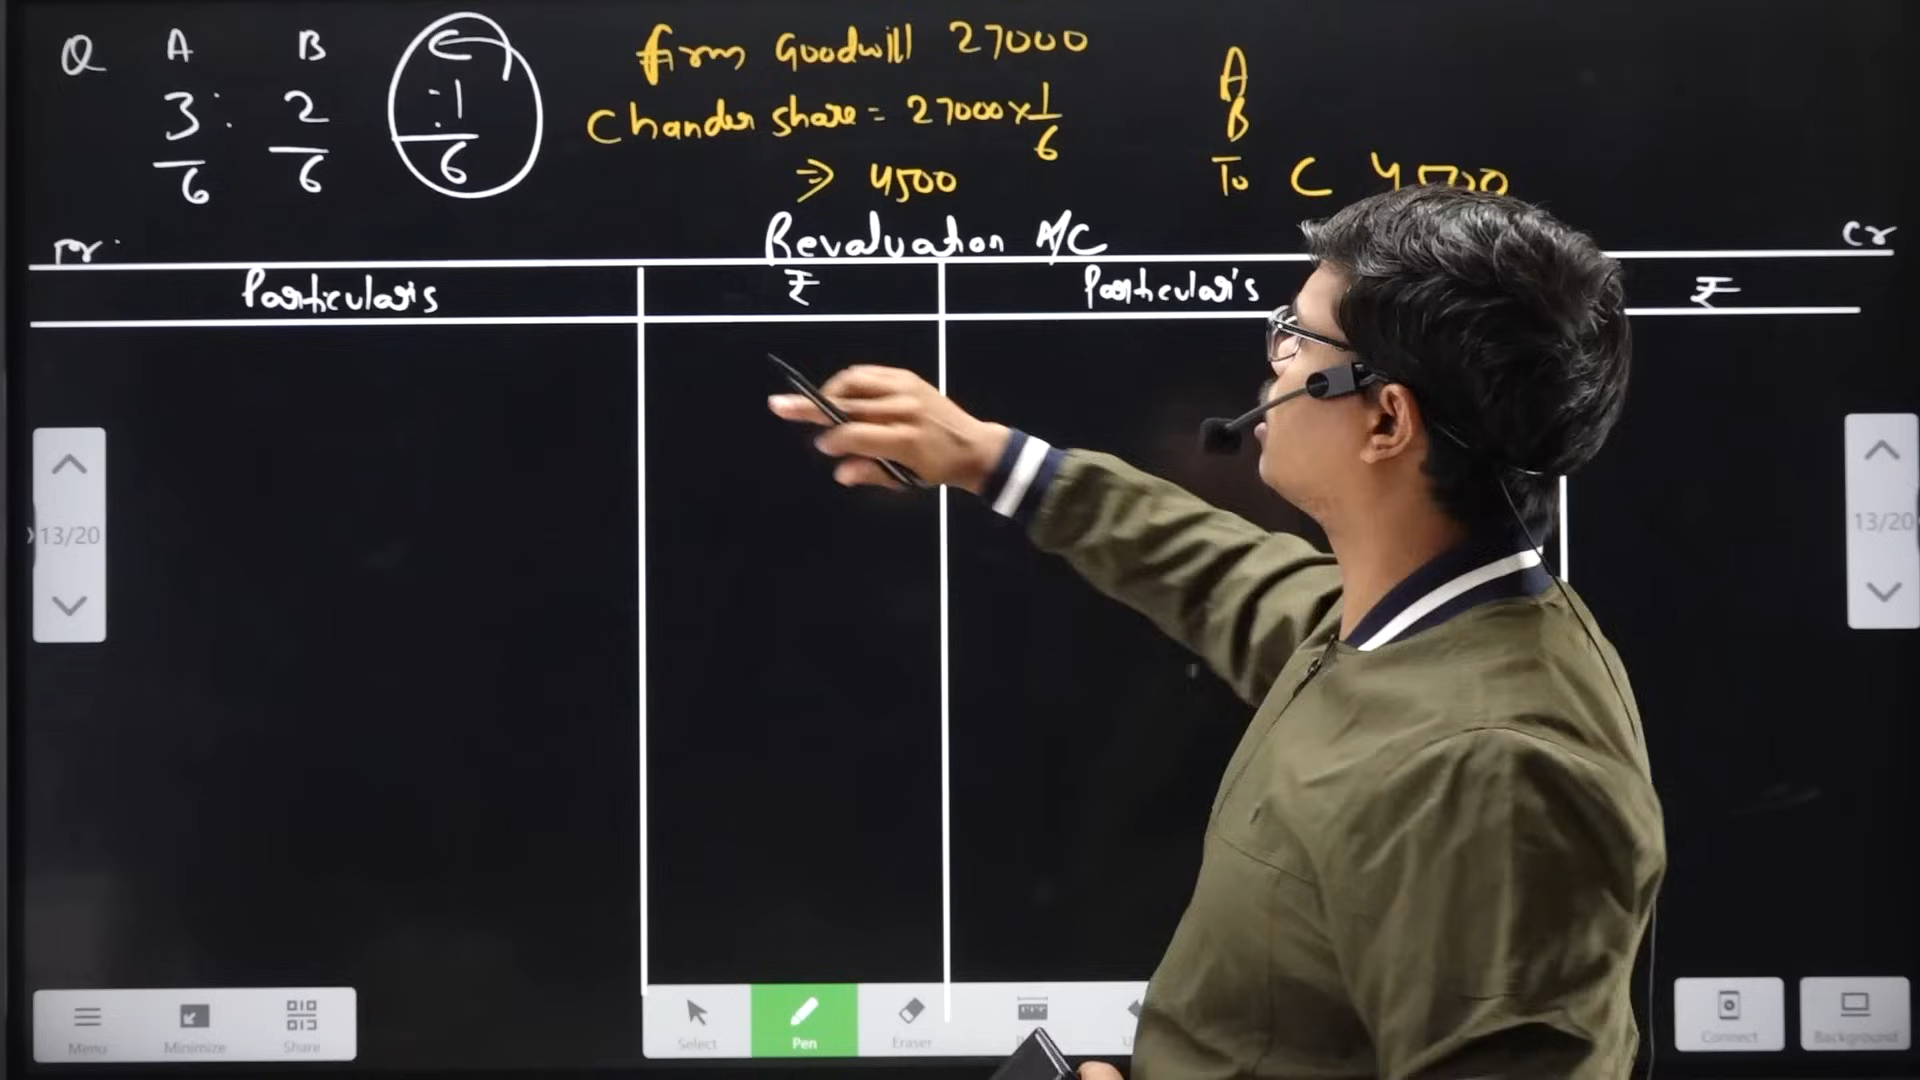 Q A B C
3 : 2 : 1
6 6 6
firm Goodwill 27000
Chander share = 27000 x 1/6
⇒ 4500
A
B
To C 4500
Dr. Revaluation A/C Cr
Particulars ₹ Particular's ₹
13/20
13/20
Menu Minimize Share
Select Pen Eraser
Connect Background